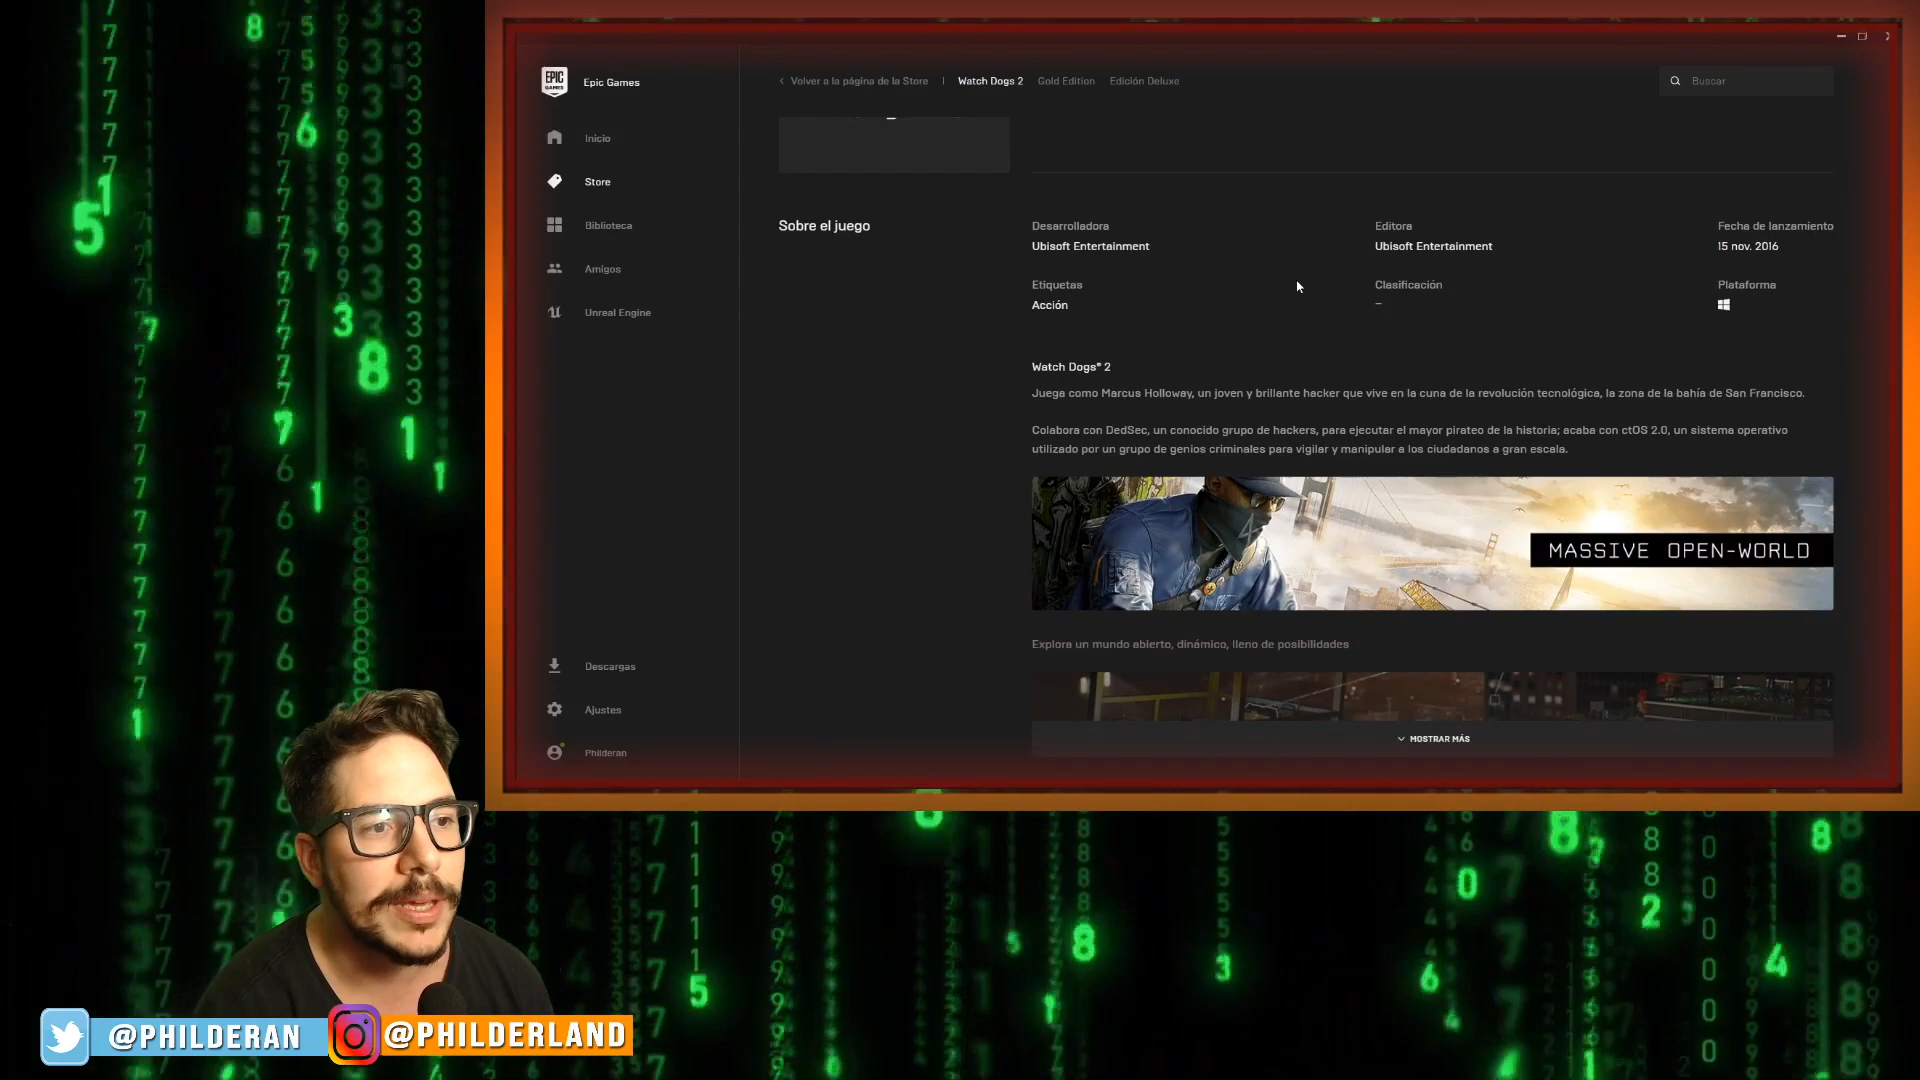 EPIC
GAMES
Epic Games
Inicio
Store
Biblioteca
Amigos
Unreal Engine
Descargas
Ajustes
Philderan
Volver a la página de la Store
Watch Dogs 2
Gold Edition
Edición Deluxe
Buscar
Sobre el juego
Desarrolladora
Ubisoft Entertainment
Editora
Ubisoft Entertainment
Fecha de lanzamiento
15 nov. 2016
Etiquetas
Acción
Clasificación
–
Plataforma
Watch Dogs® 2
Juega como Marcus Holloway, un joven y brillante hacker que vive en la cuna de la revolución tecnológica, la zona de la bahía de San Francisco.
Colabora con DedSec, un conocido grupo de hackers, para ejecutar el mayor pirateo de la historia; acaba con ctOS 2.0, un sistema operativo
utilizado por un grupo de genios criminales para vigilar y manipular a los ciudadanos a gran escala.
MASSIVE OPEN-WORLD
Explora un mundo abierto, dinámico, lleno de posibilidades
MOSTRAR MÁS
@PHILDERAN
@PHILDERLAND